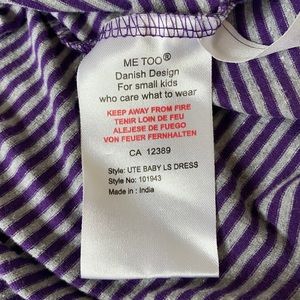 ME TOO®
Danish Design
For small kids
who care what to wear
KEEP AWAY FROM FIRE
TENIR LOIN DE FEU
ALEJESE DE FUEGO
VON FEUER FERNHALTEN
CA 12389
Style: UTE BABY LS DRESS
Style No: 101943
Made in: India